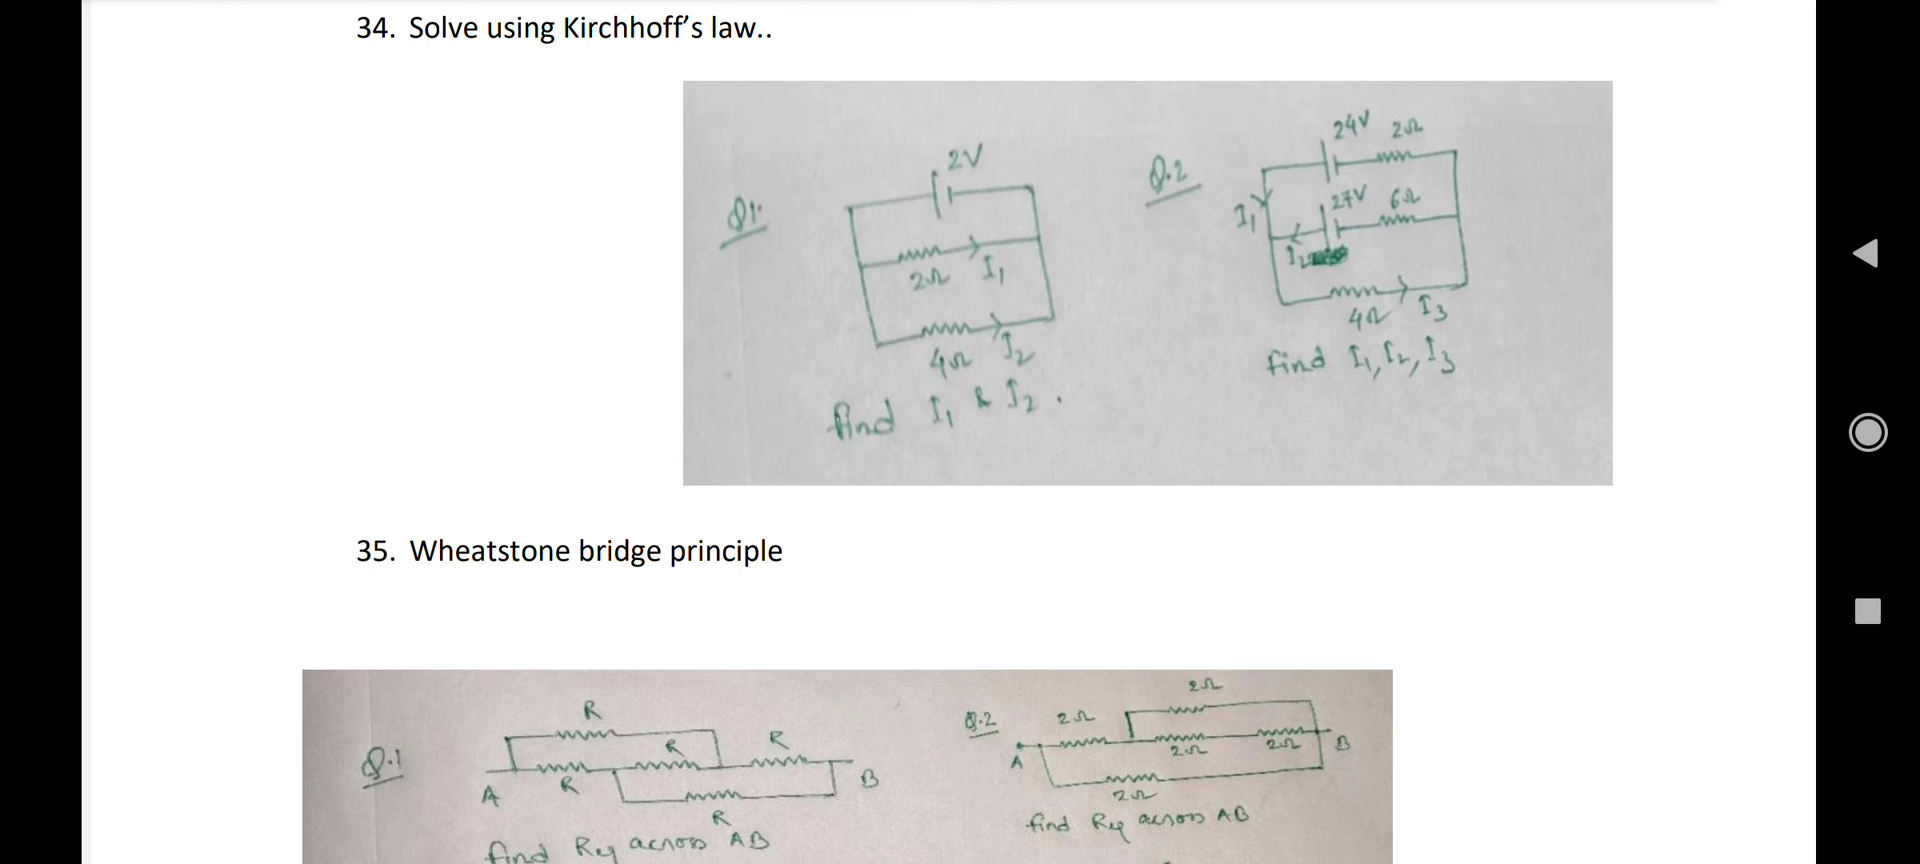 34. Solve using Kirchhoff's law..
Q1.
2V
2Ω I₁
4Ω I₂
find I₁ & I₂.
Q.2
24V 2Ω
27V 6Ω
I₁
I₂
4Ω I₃
find I₁, I₂, I₃
35. Wheatstone bridge principle
Q.1
R
R
R
R
R
A
B
find Req across AB
Q.2
2Ω
2Ω
2Ω
2Ω
2Ω
A
B
find Req across AB